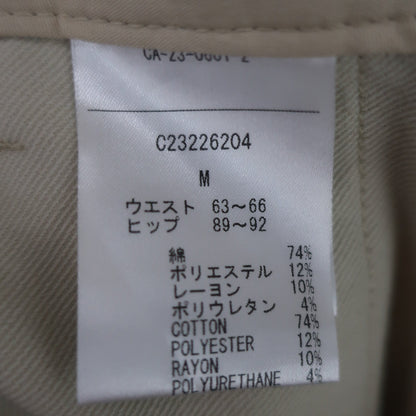 C23226204
M
ウエスト 63～66
ヒップ 89～92
綿 74%
ポリエステル 12%
レーヨン 10%
ポリウレタン 4%
COTTON 74%
POLYESTER 12%
RAYON 10%
POLYURETHANE 4%